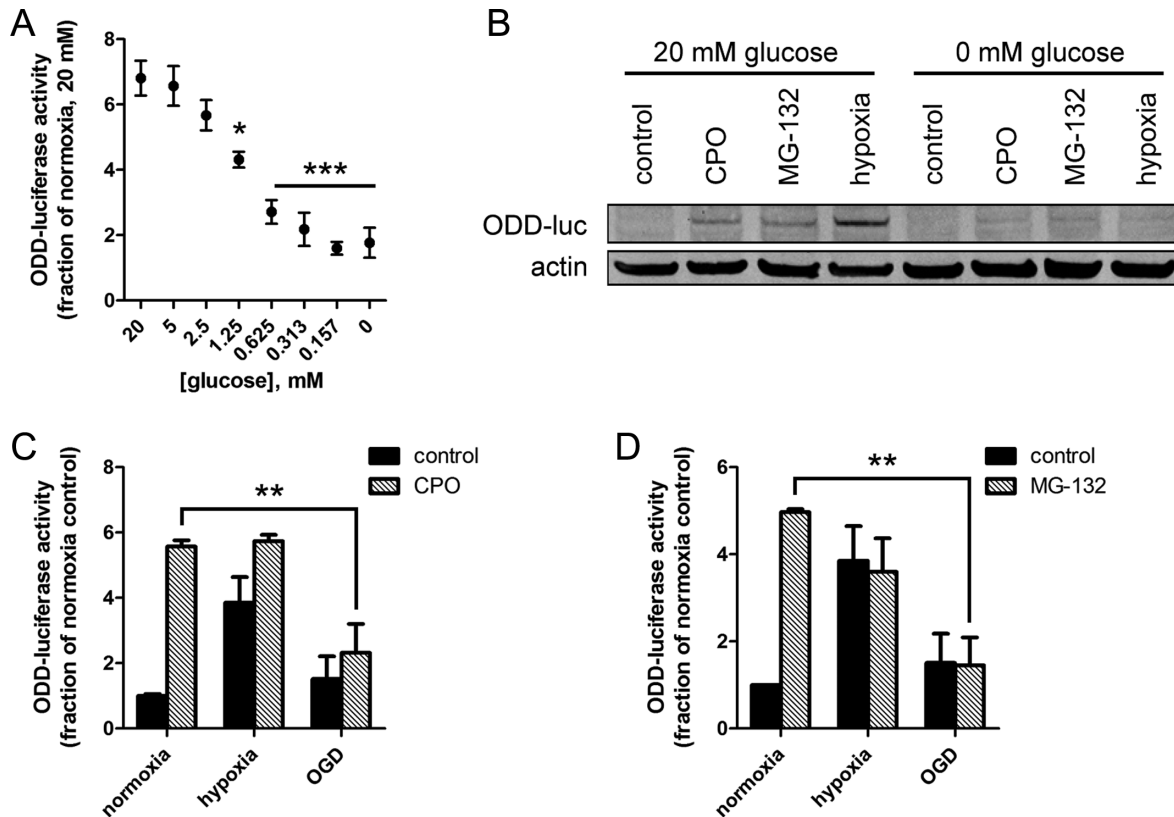 A
ODD-luciferase activity
(fraction of normoxia, 20 mM)
8
6
4
2
0
*
***
20
5
2.5
1.25
0.625
0.313
0.157
0
[glucose], mM
B
20 mM glucose
0 mM glucose
control
CPO
MG-132
hypoxia
control
CPO
MG-132
hypoxia
ODD-luc
actin
C
control
CPO
ODD-luciferase activity
(fraction of normoxia control)
8
6
4
2
0
**
normoxia
hypoxia
OGD
D
control
MG-132
ODD-luciferase activity
(fraction of normoxia control)
6
4
2
0
**
normoxia
hypoxia
OGD